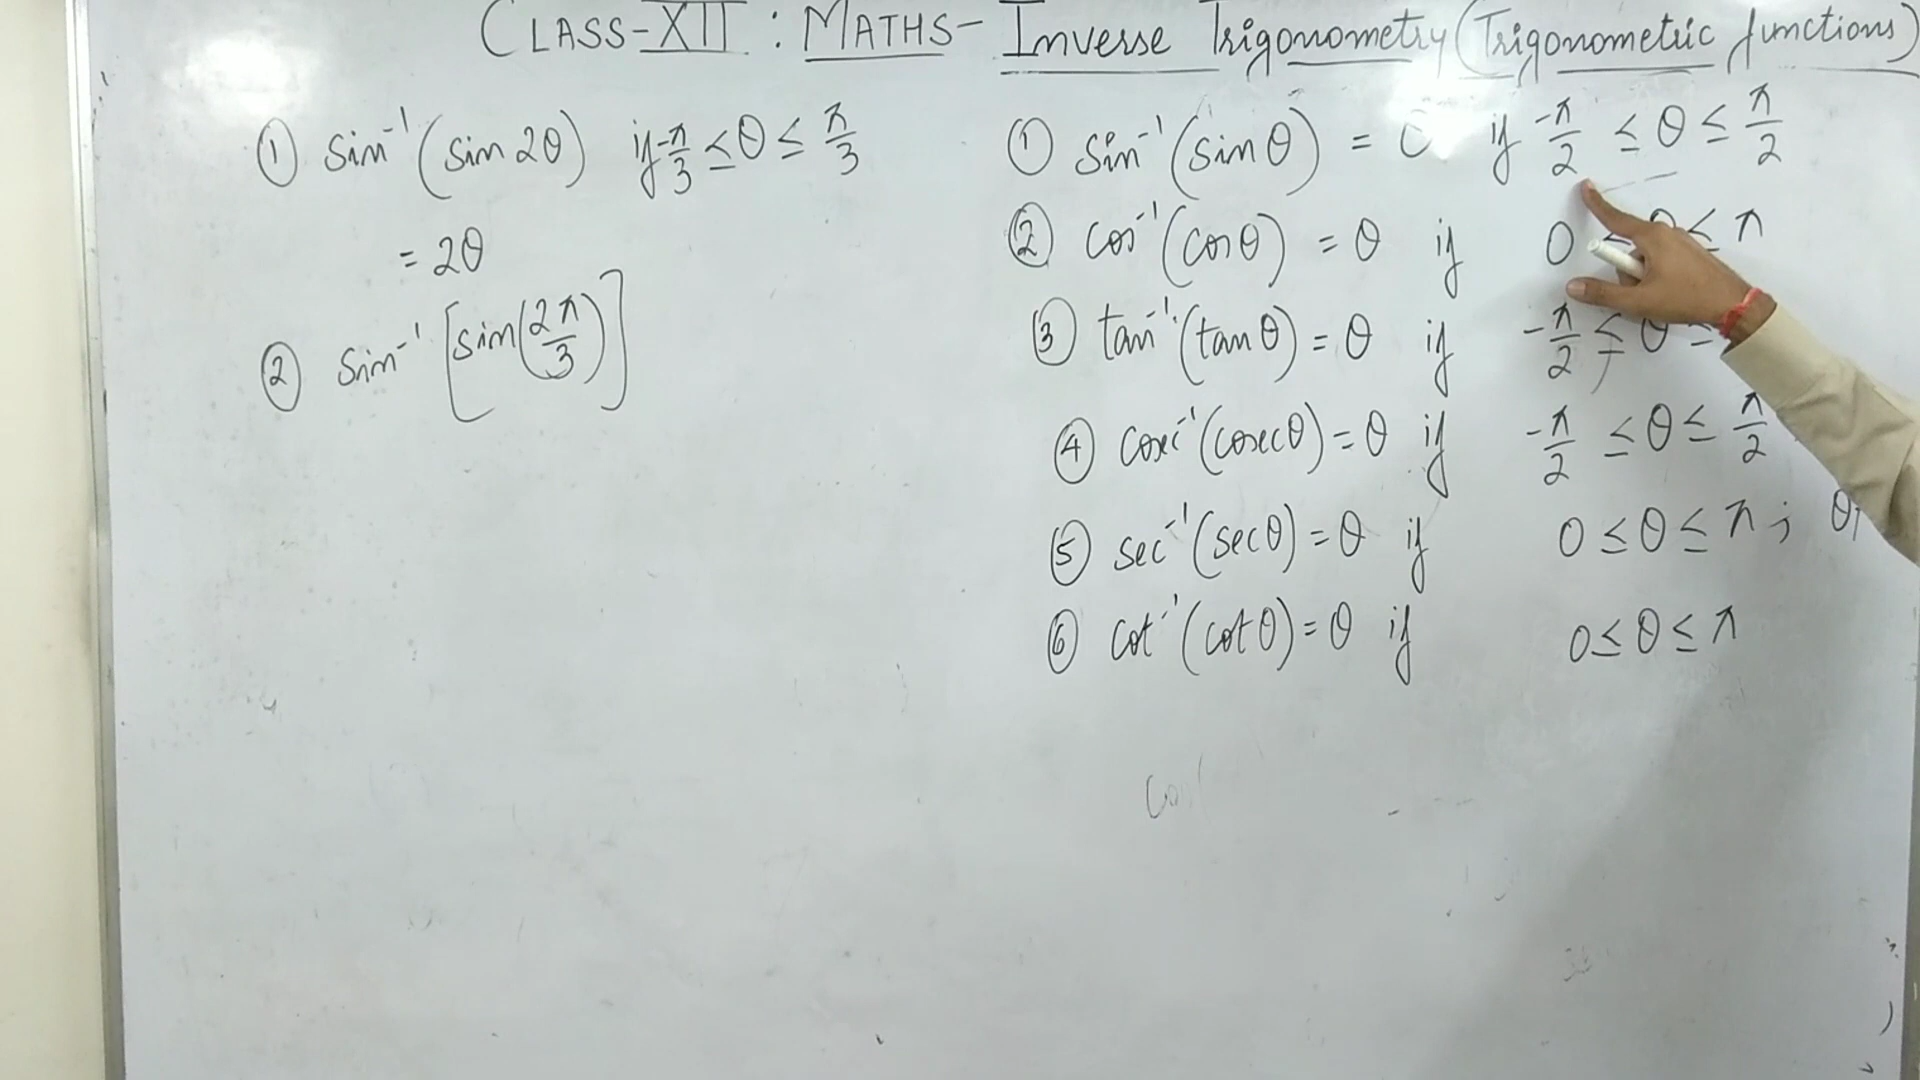 CLASS-XII : MATHS- Inverse Trigonometry (Trigonometric functions)
① sin⁻¹(sin 2θ) if -π/3 ≤ θ ≤ π/3
= 2θ
② sin⁻¹[sin(2π/3)]
① sin⁻¹(sin θ) = θ if -π/2 ≤ θ ≤ π/2
② cos⁻¹(cos θ) = θ if 0 ≤ θ ≤ π
③ tan⁻¹(tan θ) = θ if -π/2 ≤ θ ≤
④ cosec⁻¹(cosec θ) = θ if -π/2 ≤ θ ≤ π/2
⑤ sec⁻¹(sec θ) = θ if 0 ≤ θ ≤ π ; θ
⑥ cot⁻¹(cot θ) = θ if 0 ≤ θ ≤ π